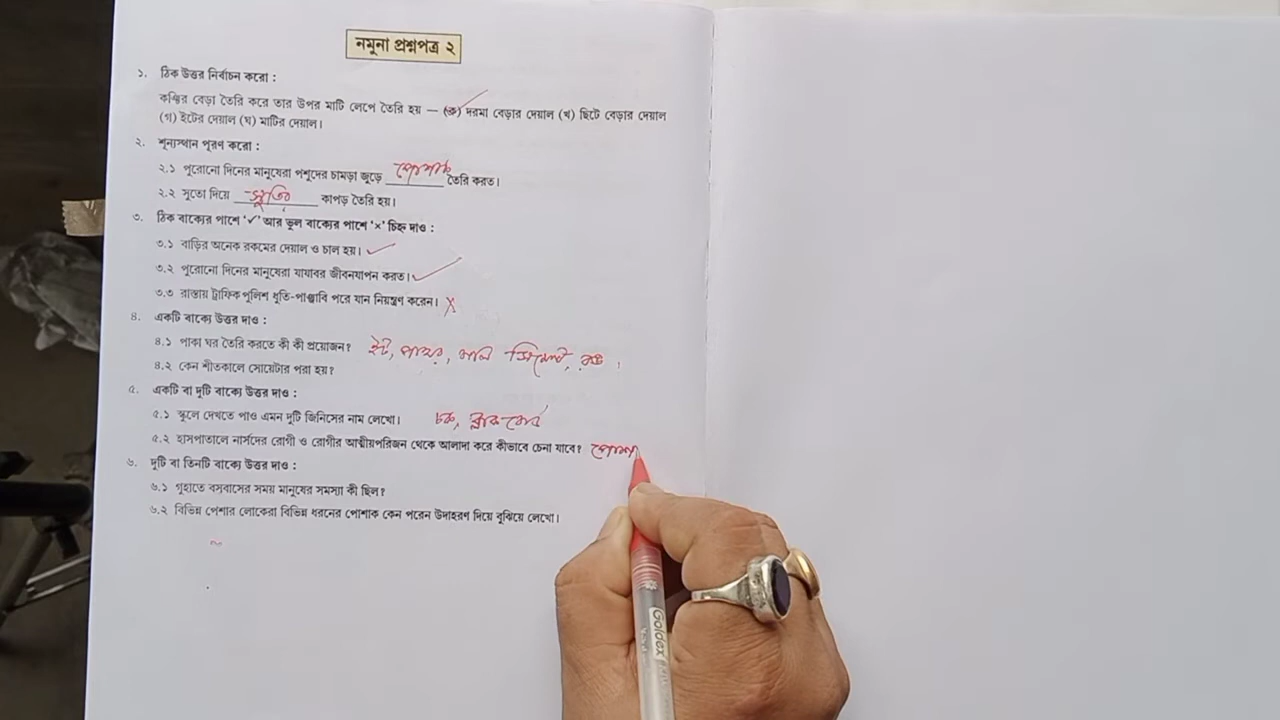 নমুনা প্রশ্নপত্র ২
১. ঠিক উত্তর নির্বাচন করো :
কঞ্চির বেড়া তৈরি করে তার উপর মাটি লেপে তৈরি হয় — (ক) দরমা বেড়ার দেয়াল (খ) ছিটে বেড়ার দেয়াল
(গ) ইটের দেয়াল (ঘ) মাটির দেয়াল।
২. শূন্যস্থান পূরণ করো :
২.১ পুরোনো দিনের মানুষেরা পশুদের চামড়া জুড়ে পোশাক তৈরি করত।
২.২ সুতো দিয়ে সুতির কাপড় তৈরি হয়।
৩. ঠিক বাক্যের পাশে '✓' আর ভুল বাক্যের পাশে '×' চিহ্ন দাও :
৩.১ বাড়ির অনেক রকমের দেয়াল ও চাল হয়। ✓
৩.২ পুরোনো দিনের মানুষেরা যাযাবর জীবনযাপন করত। ✓
৩.৩ রাস্তায় ট্রাফিকপুলিশ ধুতি-পাঞ্জাবি পরে যান নিয়ন্ত্রণ করেন। ×
৪. একটি বাক্যে উত্তর দাও :
৪.১ পাকা ঘর তৈরি করতে কী কী প্রয়োজন? ইট, পাথর, বালি সিমেন্ট, রড
৪.২ কেন শীতকালে সোয়েটার পরা হয়?
৫. একটি বা দুটি বাক্যে উত্তর দাও :
৫.১ স্কুলে দেখতে পাও এমন দুটি জিনিসের নাম লেখো। চক, ব্ল্যাকবোর্ড
৫.২ হাসপাতালে নার্সদের রোগী ও রোগীর আত্মীয়পরিজন থেকে আলাদা করে কীভাবে চেনা যাবে? পোশা
৬. দুটি বা তিনটি বাক্যে উত্তর দাও :
৬.১ গুহাতে বসবাসের সময় মানুষের সমস্যা কী ছিল?
৬.২ বিভিন্ন পেশার লোকেরা বিভিন্ন ধরনের পোশাক কেন পরেন উদাহরণ দিয়ে বুঝিয়ে লেখো।
Goldex